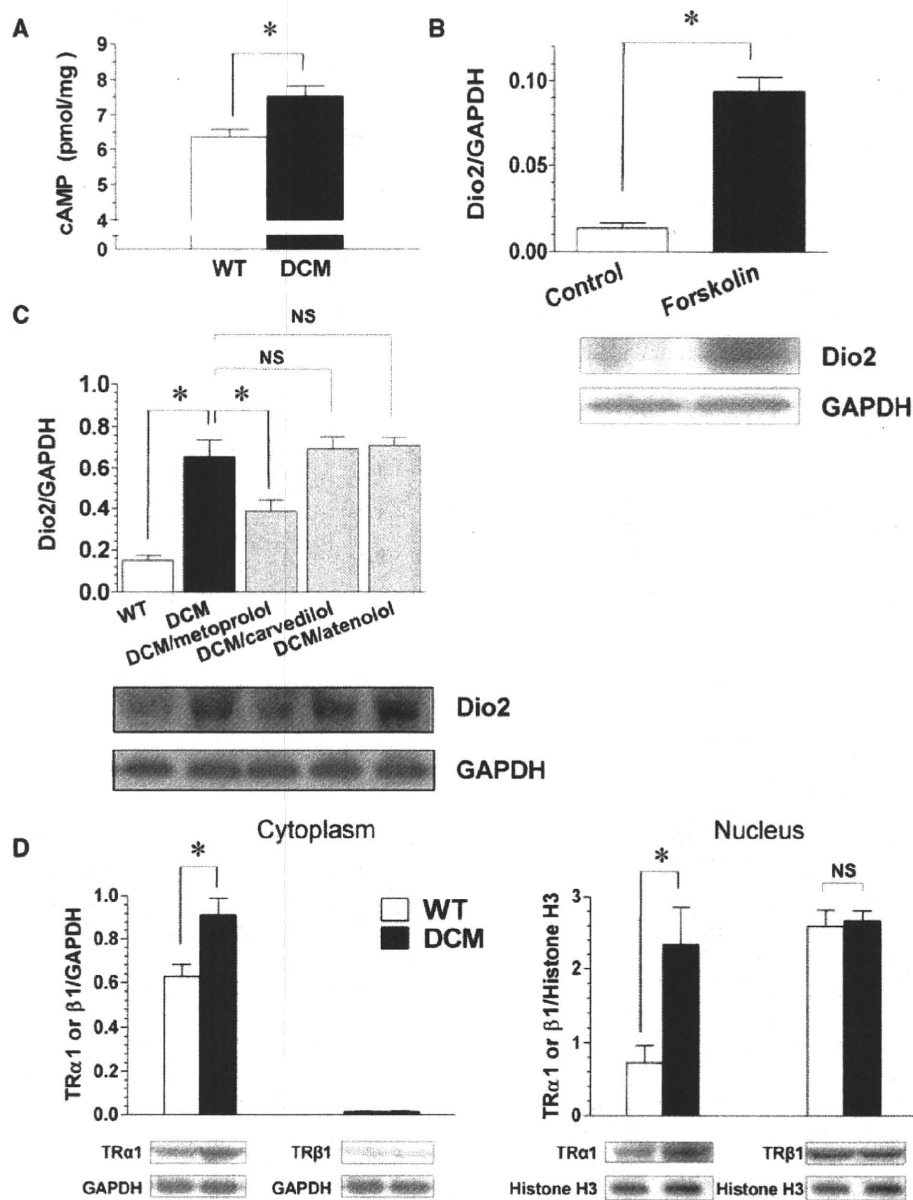 A
*
cAMP (pmol/mg)
9
8
7
6
5
4
0
WT DCM
B
*
Dio2/GAPDH
0.10
0.05
0.00
Control Forskolin
Dio2
GAPDH
C
NS
NS
* *
Dio2/GAPDH
1.0
0.8
0.6
0.4
0.2
0.0
WT
DCM
DCM/metoprolol
DCM/carvedilol
DCM/atenolol
Dio2
GAPDH
D
Cytoplasm
*
TRα1 or β1/GAPDH
1.0
0.8
0.6
0.4
0.2
0.0
WT
DCM
TRα1 TRβ1
GAPDH GAPDH
Nucleus
* NS
TRα1 or β1/Histone H3
3
2
1
0
TRα1 TRβ1
Histone H3 Histone H3